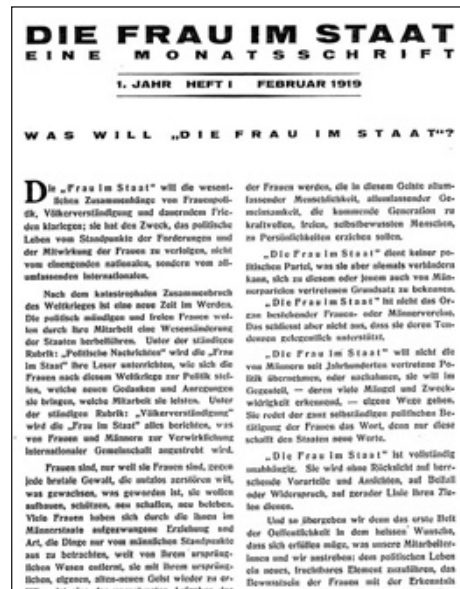 DIE FRAU IM STAAT
EINE MONATSSCHRIFT
1. JAHR HEFT I FEBRUAR 1919
WAS WILL „DIE FRAU IM STAAT“?
Die „Frau im Staat“ will die wesent-
lichen Zusammenhänge von Frauenpoli-
tik, Völkerverständigung und dauerndem Frie-
den klarlegen; sie hat den Zweck, das politische
Leben vom Standpunkte der Forderungen und
der Mitwirkung der Frauen zu verfolgen, nicht
vom einengenden nationalen, sondern vom all-
umfassenden internationalen.
Nach dem katastrophalen Zusammenbruch
des Weltkrieges ist eine neue Zeit im Werden.
Die politisch mündigen und freien Frauen wol-
len durch ihre Mitarbeit eine Wesensänderung
der Staaten herbeiführen. Unter der ständigen
Rubrik: „Politische Nachrichten“ wird die „Frau
im Staat“ ihre Leser unterrichten, wie sich die
Frauen nach diesem Weltkriege zur Politik stel-
len, welche neuen Gedanken und Anregungen
sie bringen, welche Mitarbeit sie leisten. Unter
der ständigen Rubrik: „Völkerverständigung“
wird die „Frau im Staat“ alles berichten, was
von Frauen und Männern zur Verwirklichung
internationaler Gemeinschaft angestrebt wird.
Frauen sind, nur weil sie Frauen sind, gegen
jede brutale Gewalt, die nutzlos zerstören will,
was gewachsen, was geworden ist, sie wollen
aufbauen, schützen, neu schaffen, neu beleben.
Viele Frauen haben sich durch die ihnen im
Männerstaate aufgezwungene Erziehung und
Art, die Dinge nur vom männlichen Standpunkte
aus zu betrachten, weit von ihrem ursprüng-
lichen Wesen entfernt, sie mit ihrem ursprüng-
lichen, eigenen, alten-neuen Geist wieder zu er-
der Frauen werden, die in diesem Geiste allum-
fassender Menschlichkeit, allumfassender Ge-
meinsamkeit, die kommende Generation zu
kraftvollen, freien, selbstbewussten Menschen,
zu Persönlichkeiten erziehen sollen.
„Die Frau im Staat“ dient keiner po-
litischen Partei, was sie aber niemals verhindern
kann, sich zu diesem oder jenem auch von Män-
nerparteien vertretenen Grundsatz zu bekennen.
„Die Frau im Staat“ ist nicht das Or-
gan bestehender Frauen- oder Männervereine.
Das schliesst aber nicht aus, dass sie deren Ten-
denzen gelegentlich unterstützt.
„Die Frau im Staat“ will nicht die
von Männern seit Jahrhunderten vertretene Po-
litik übernehmen, oder nachahmen, sie will im
Gegenteil, — deren viele Mängel und Zweck-
widrigkeit erkennend, — eigene Wege gehen.
Sie redet der ganz selbständigen politischen Be-
tätigung der Frauen das Wort, denn nur diese
schafft den Staaten neue Werte.
„Die Frau im Staat“ ist vollständig
unabhängig. Sie wird ohne Rücksicht auf herr-
schende Vorurteile und Ansichten, auf Beifall
oder Widerspruch, auf gerader Linie ihren Zie-
len dienen.
Und so übergeben wir denn das erste Heft
der Oeffentlichkeit in dem heissen Wunsche,
dass sich erfüllen möge, was unsere Mitarbeiter-
innen und wir anstreben: dem politischen Leben
ein neues, fruchtbares Element zuzuführen, das
Bewusstsein der Frauen mit der Erkenntnis